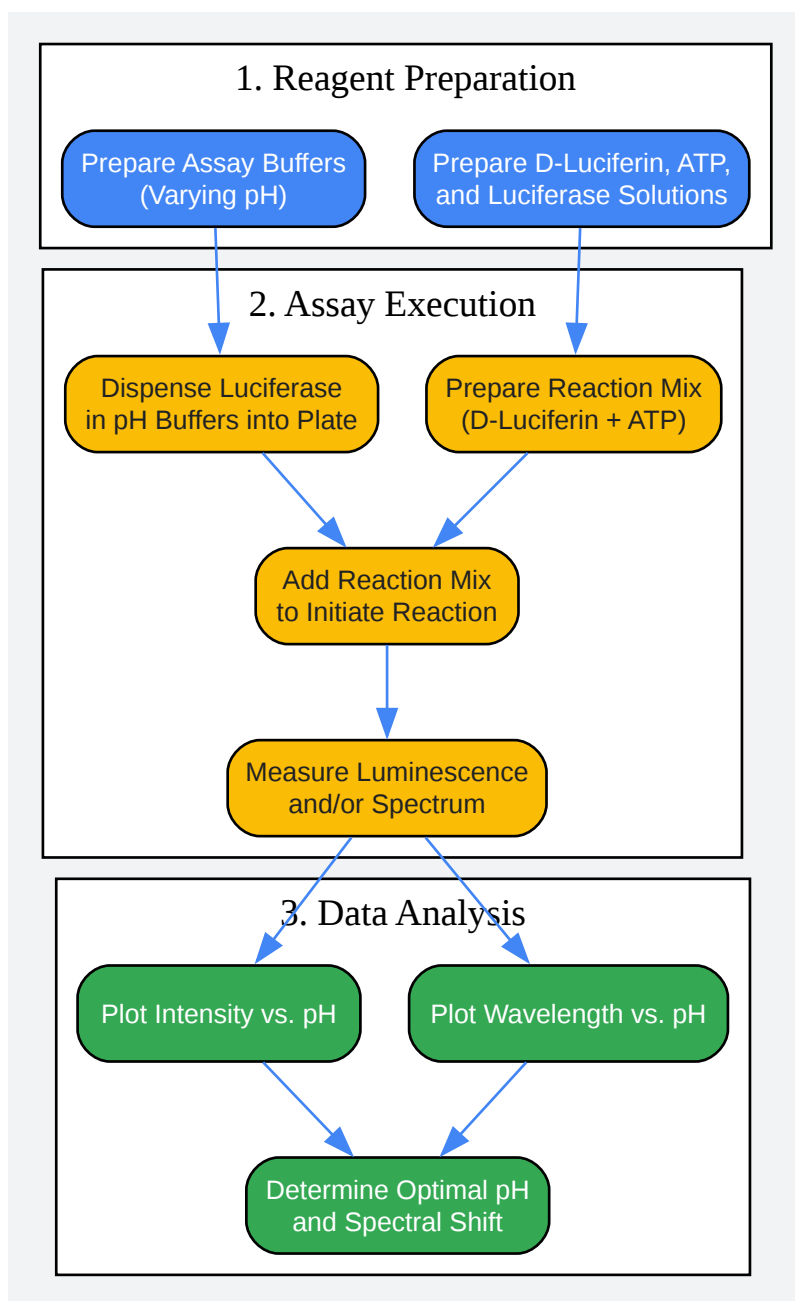 1. Reagent Preparation
Prepare Assay Buffers
(Varying pH)
Prepare D-Luciferin, ATP,
and Luciferase Solutions
2. Assay Execution
Dispense Luciferase
in pH Buffers into Plate
Prepare Reaction Mix
(D-Luciferin + ATP)
Add Reaction Mix
to Initiate Reaction
Measure Luminescence
and/or Spectrum
3. Data Analysis
Plot Intensity vs. pH
Plot Wavelength vs. pH
Determine Optimal pH
and Spectral Shift